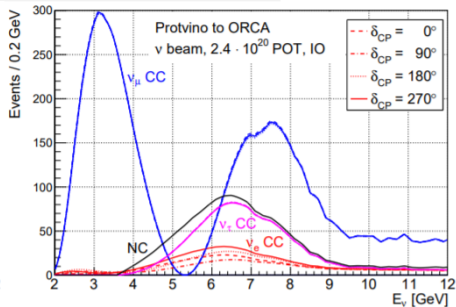 Events / 0.2 GeV
300
250
200
150
100
50
0
Protvino to ORCA
ν beam, 2.4 · 10²⁰ POT, IO
δCP = 0°
δCP = 90°
δCP = 180°
δCP = 270°
νμ CC
NC
ντ CC
νe CC
2 3 4 5 6 7 8 9 10 11 12
Eν [GeV]